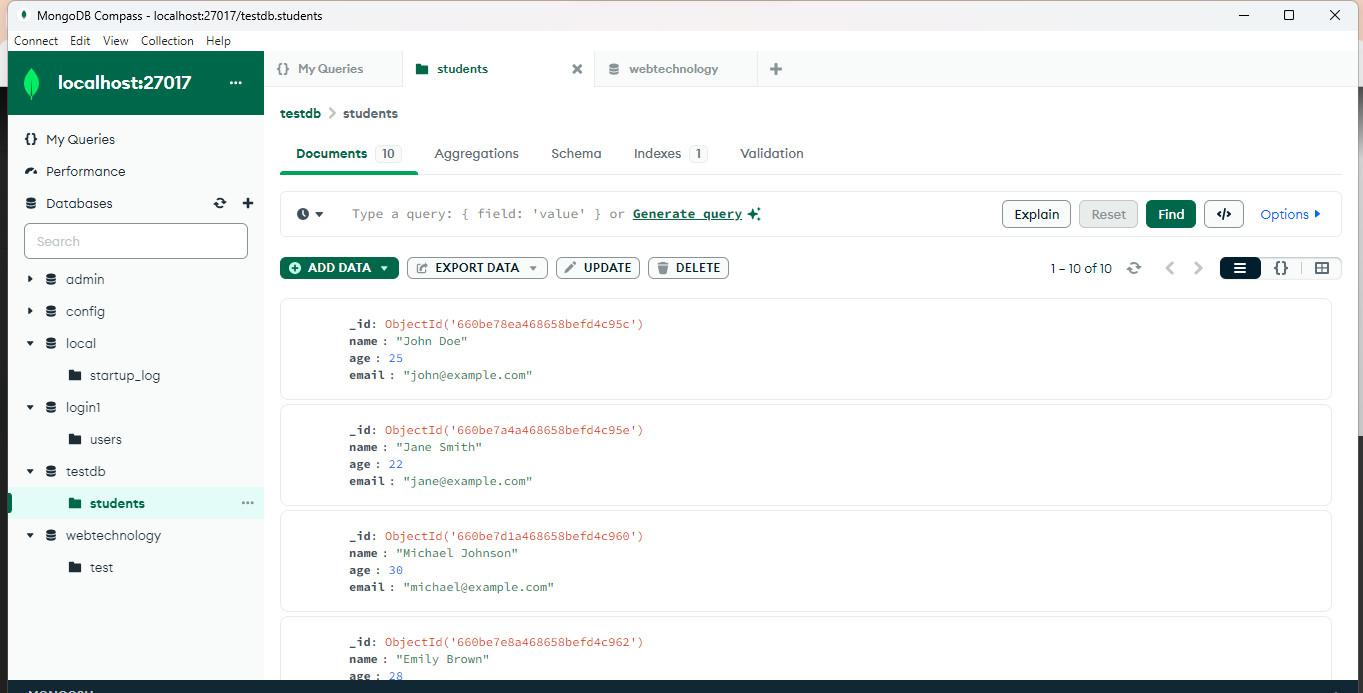 MongoDB Compass - localhost:27017/testdb.students
Connect Edit View Collection Help
localhost:27017 ...
{} My Queries
students
webtechnology
My Queries
Performance
Databases
Search
admin
config
local
startup_log
login1
users
testdb
students ...
webtechnology
test
testdb > students
Documents 10 Aggregations Schema Indexes 1 Validation
Type a query: { field: 'value' } or Generate query
Explain Reset Find </> Options
ADD DATA EXPORT DATA UPDATE DELETE
1 – 10 of 10 {}
_id: ObjectId('660be78ea468658befd4c95c')
name : "John Doe"
age : 25
email : "john@example.com"
_id: ObjectId('660be7a4a468658befd4c95e')
name : "Jane Smith"
age : 22
email : "jane@example.com"
_id: ObjectId('660be7d1a468658befd4c960')
name : "Michael Johnson"
age : 30
email : "michael@example.com"
_id: ObjectId('660be7e8a468658befd4c962')
name : "Emily Brown"
age : 28